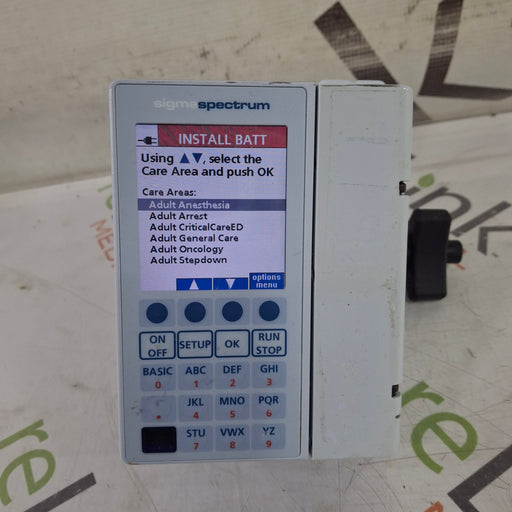 sigmaspectrum
INSTALL BATT
Using ▲▼, select the
Care Area and push OK
Care Areas:
Adult Anesthesia
Adult Arrest
Adult CriticalCareED
Adult General Care
Adult Oncology
Adult Stepdown
options
menu
ON
OFF
SETUP
OK
RUN
STOP
BASIC ABC DEF GHI
0 1 2 3
JKL MNO PQR
. 4 5 6
STU VWX YZ
7 8 9